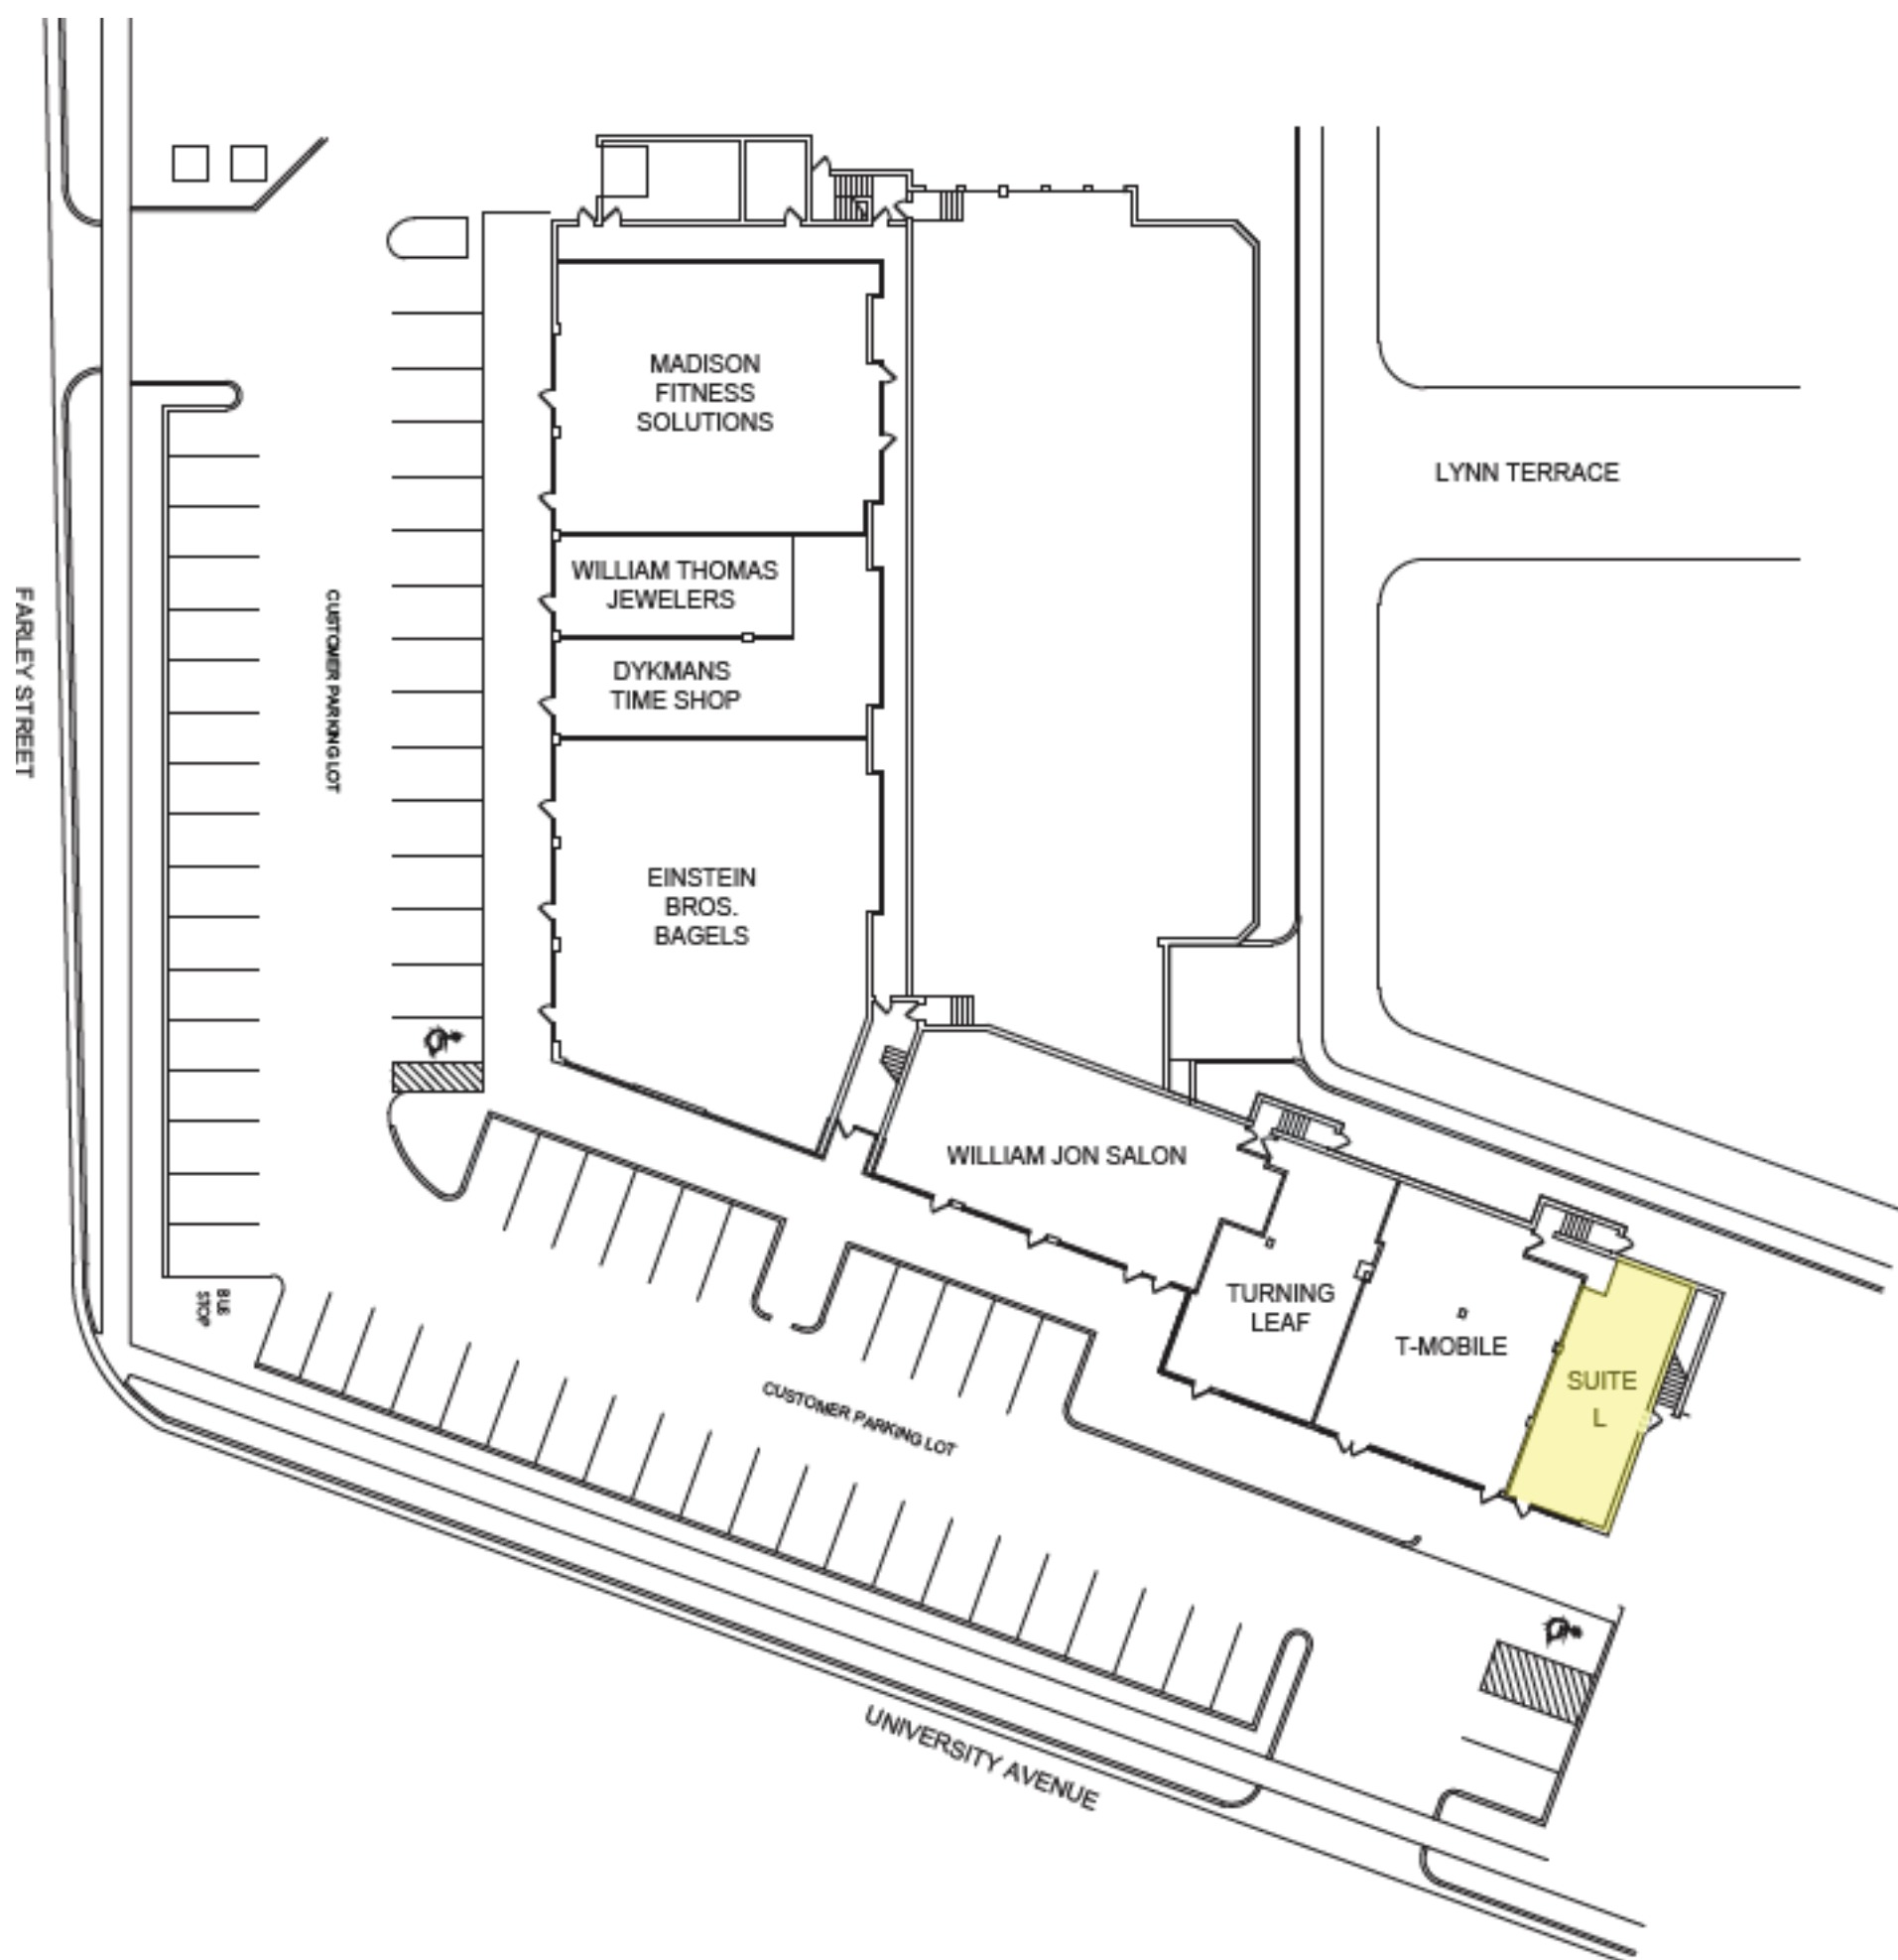 MADISON
FITNESS
SOLUTIONS
LYNN TERRACE
WILLIAM THOMAS
JEWELERS
FARLEY STREET
CUSTOMER PARKING LOT
DYKMANS
TIME SHOP
EINSTEIN
BROS.
BAGELS
WILLIAM JON SALON
TURNING
LEAF
T-MOBILE
SUITE
L
BUS
STOP
CUSTOMER PARKING LOT
UNIVERSITY AVENUE